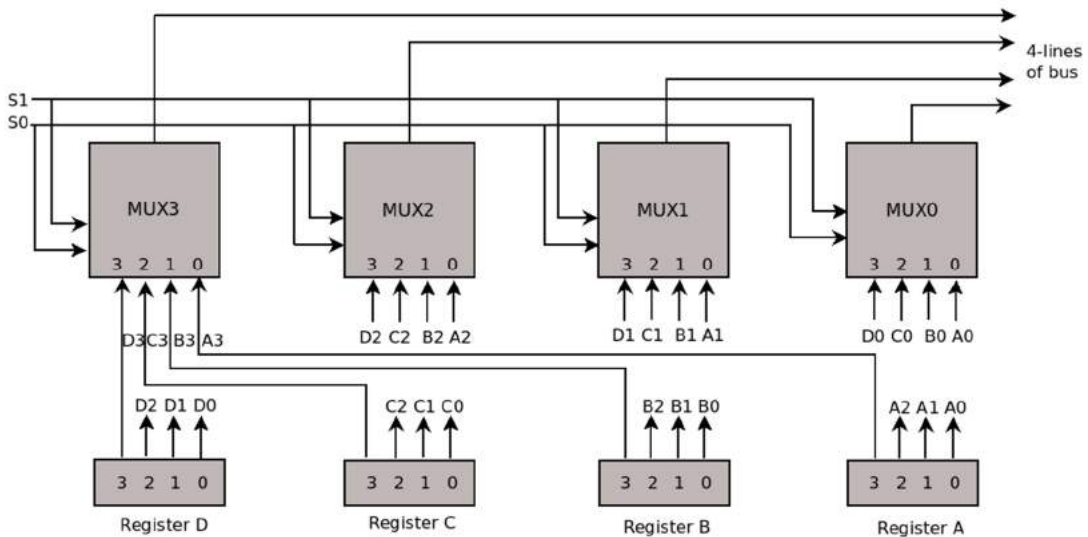 4-lines
of bus
S1
S0
MUX3 MUX2 MUX1 MUX0
3 2 1 0 3 2 1 0 3 2 1 0 3 2 1 0
D3 C3 B3 A3 D2 C2 B2 A2 D1 C1 B1 A1 D0 C0 B0 A0
D2 D1 D0 C2 C1 C0 B2 B1 B0 A2 A1 A0
3 2 1 0 3 2 1 0 3 2 1 0 3 2 1 0
Register D Register C Register B Register A